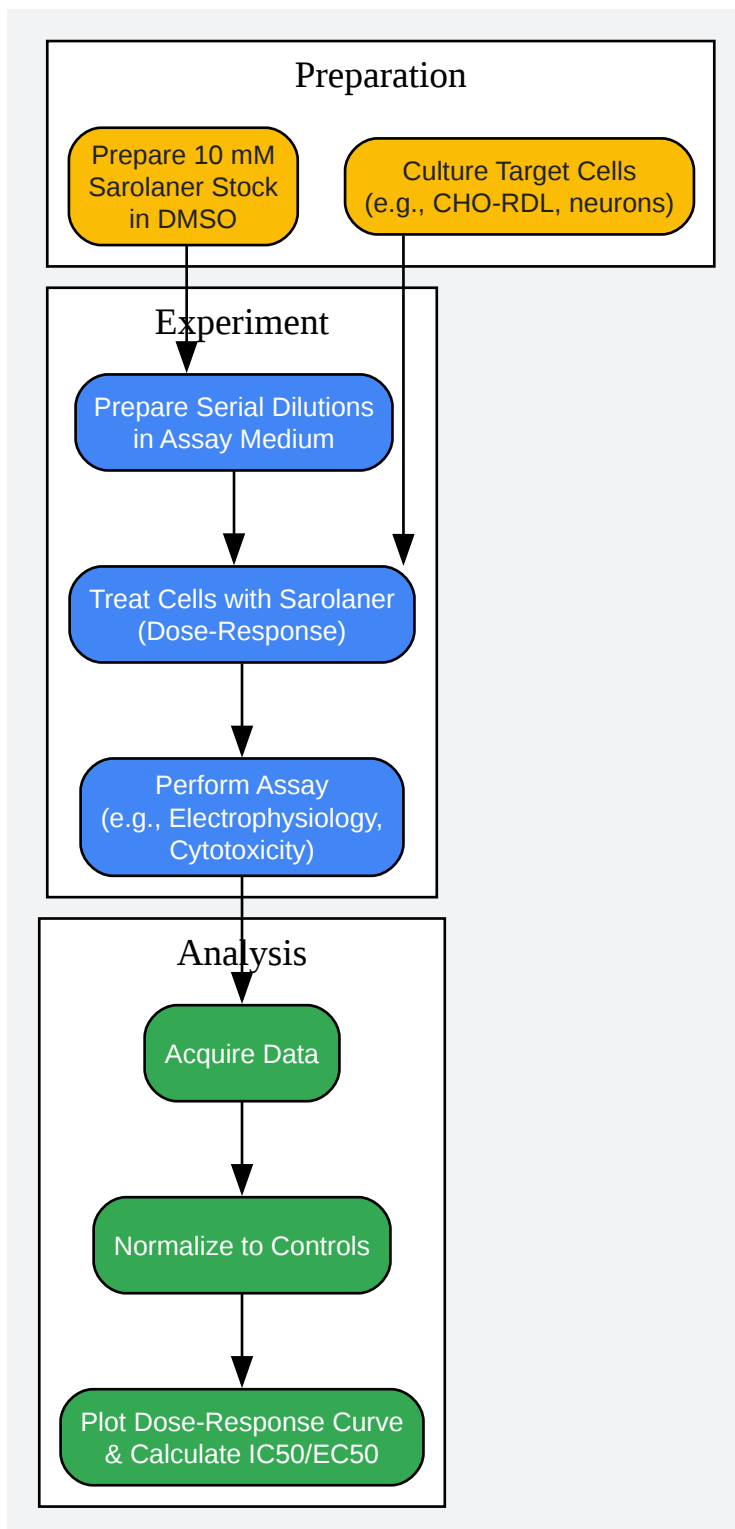 Preparation
Prepare 10 mM
Sarolaner Stock
in DMSO
Culture Target Cells
(e.g., CHO-RDL, neurons)
Experiment
Prepare Serial Dilutions
in Assay Medium
Treat Cells with Sarolaner
(Dose-Response)
Perform Assay
(e.g., Electrophysiology,
Cytotoxicity)
Analysis
Acquire Data
Normalize to Controls
Plot Dose-Response Curve
& Calculate IC50/EC50